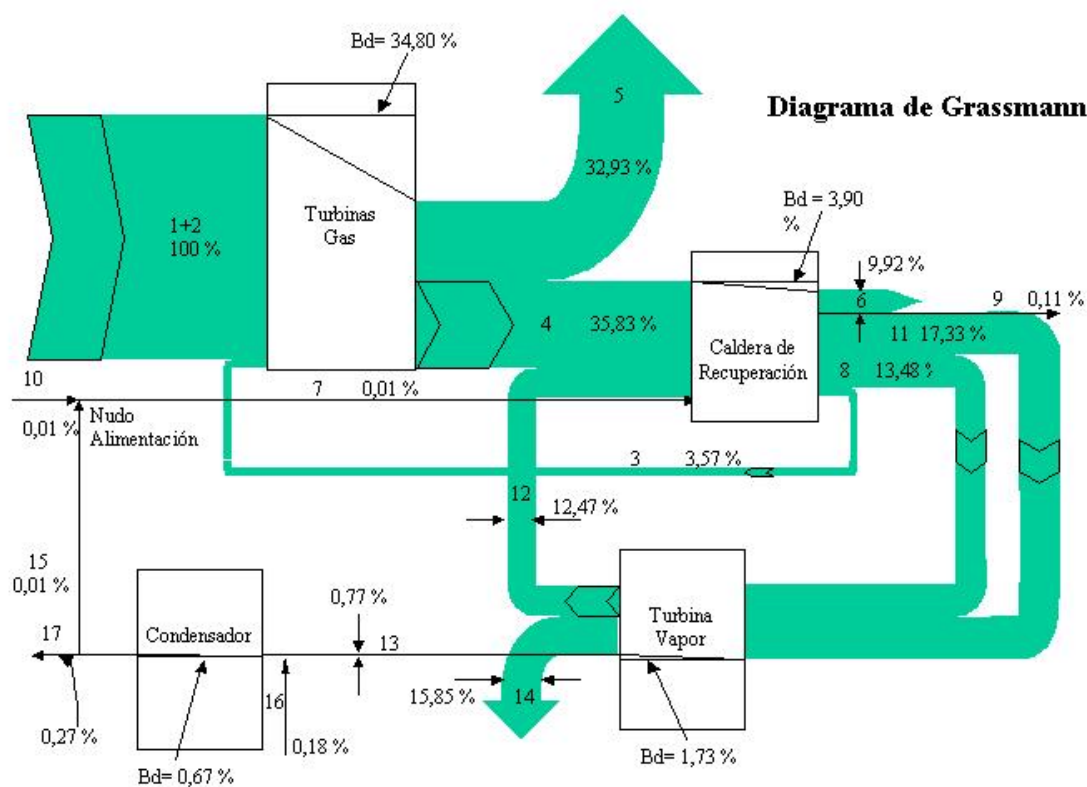 Bd= 34,80 %
Diagrama de Grassmann
5
32,93 %
1+2
100 %
Turbinas
Gas
Bd = 3,90
%
9,92 %
6
9
0,11 %
4
35,83 %
11 17,33 %
Caldera de
Recuperación
8
13,48 %
10
7
0,01 %
0,01 %
Nudo
Alimentación
3
3,57 %
12
12,47 %
15
0,01 %
0,77 %
17
Condensador
13
Turbina
Vapor
16
15,85 %
14
0,27 %
0,18 %
Bd= 0,67 %
Bd= 1,73 %